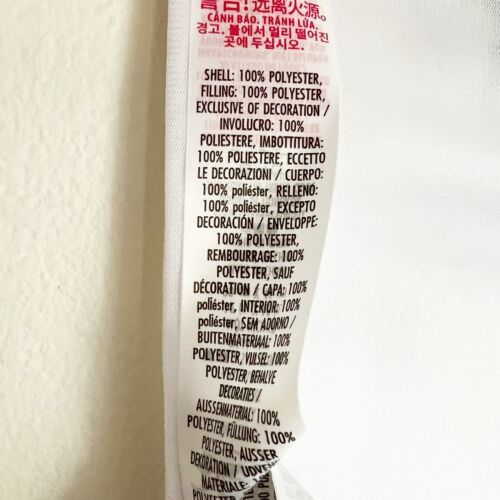 警告!远离火源。
CẢNH BÁO. TRÁNH LỬA.
경고. 불에서 멀리 떨어진
곳에 두십시오.
SHELL: 100% POLYESTER,
FILLING: 100% POLYESTER,
EXCLUSIVE OF DECORATION /
INVOLUCRO: 100%
POLIESTERE, IMBOTTITURA:
100% POLIESTERE, ECCETTO
LE DECORAZIONI / CUERPO:
100% poliéster, RELLENO:
100% poliéster, EXCEPTO
DECORACIÓN / ENVELOPPE:
100% POLYESTER,
REMBOURRAGE: 100%
POLYESTER, SAUF
DÉCORATION / CAPA: 100%
poliéster, INTERIOR: 100%
poliéster, SEM ADORNO /
BUITENMATERIAAL: 100%
POLYESTER, VULSEL: 100%
POLYESTER, BEHALVE
DECORATIES /
AUSSENMATERIAL: 100%
POLYESTER, FÜLLUNG: 100%
POLYESTER, AUSSER
DEKORATION / UDVENDIG
MATERIALE: